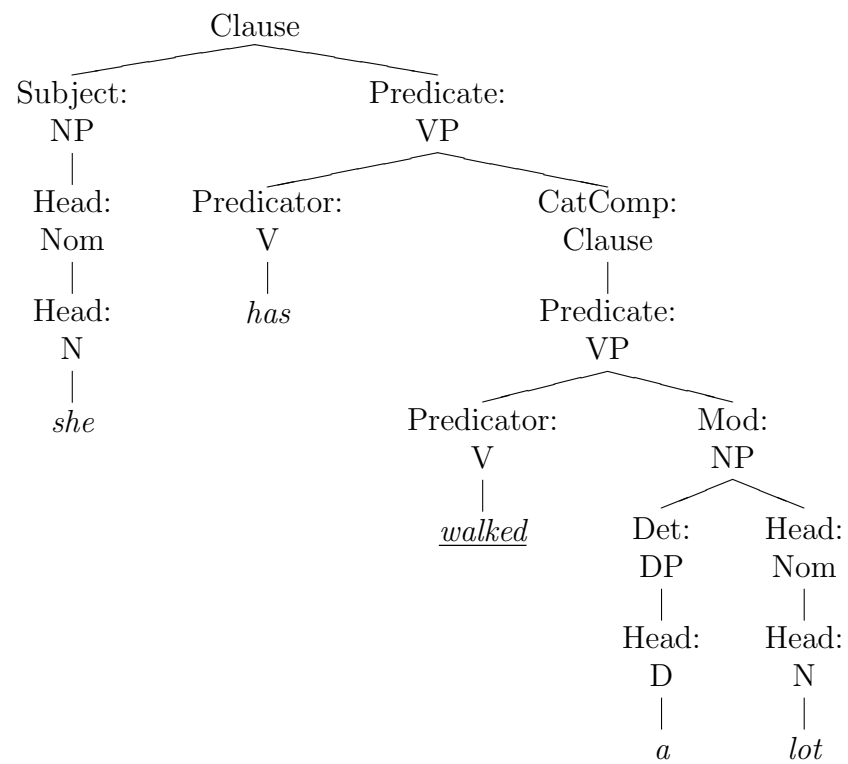 Clause
Subject: Predicate:
NP VP
Head: Predicator: CatComp:
Nom V Clause
Head: has Predicate:
N VP
she Predicator: Mod:
V NP
walked Det: Head:
DP Nom
Head: Head:
D N
a lot